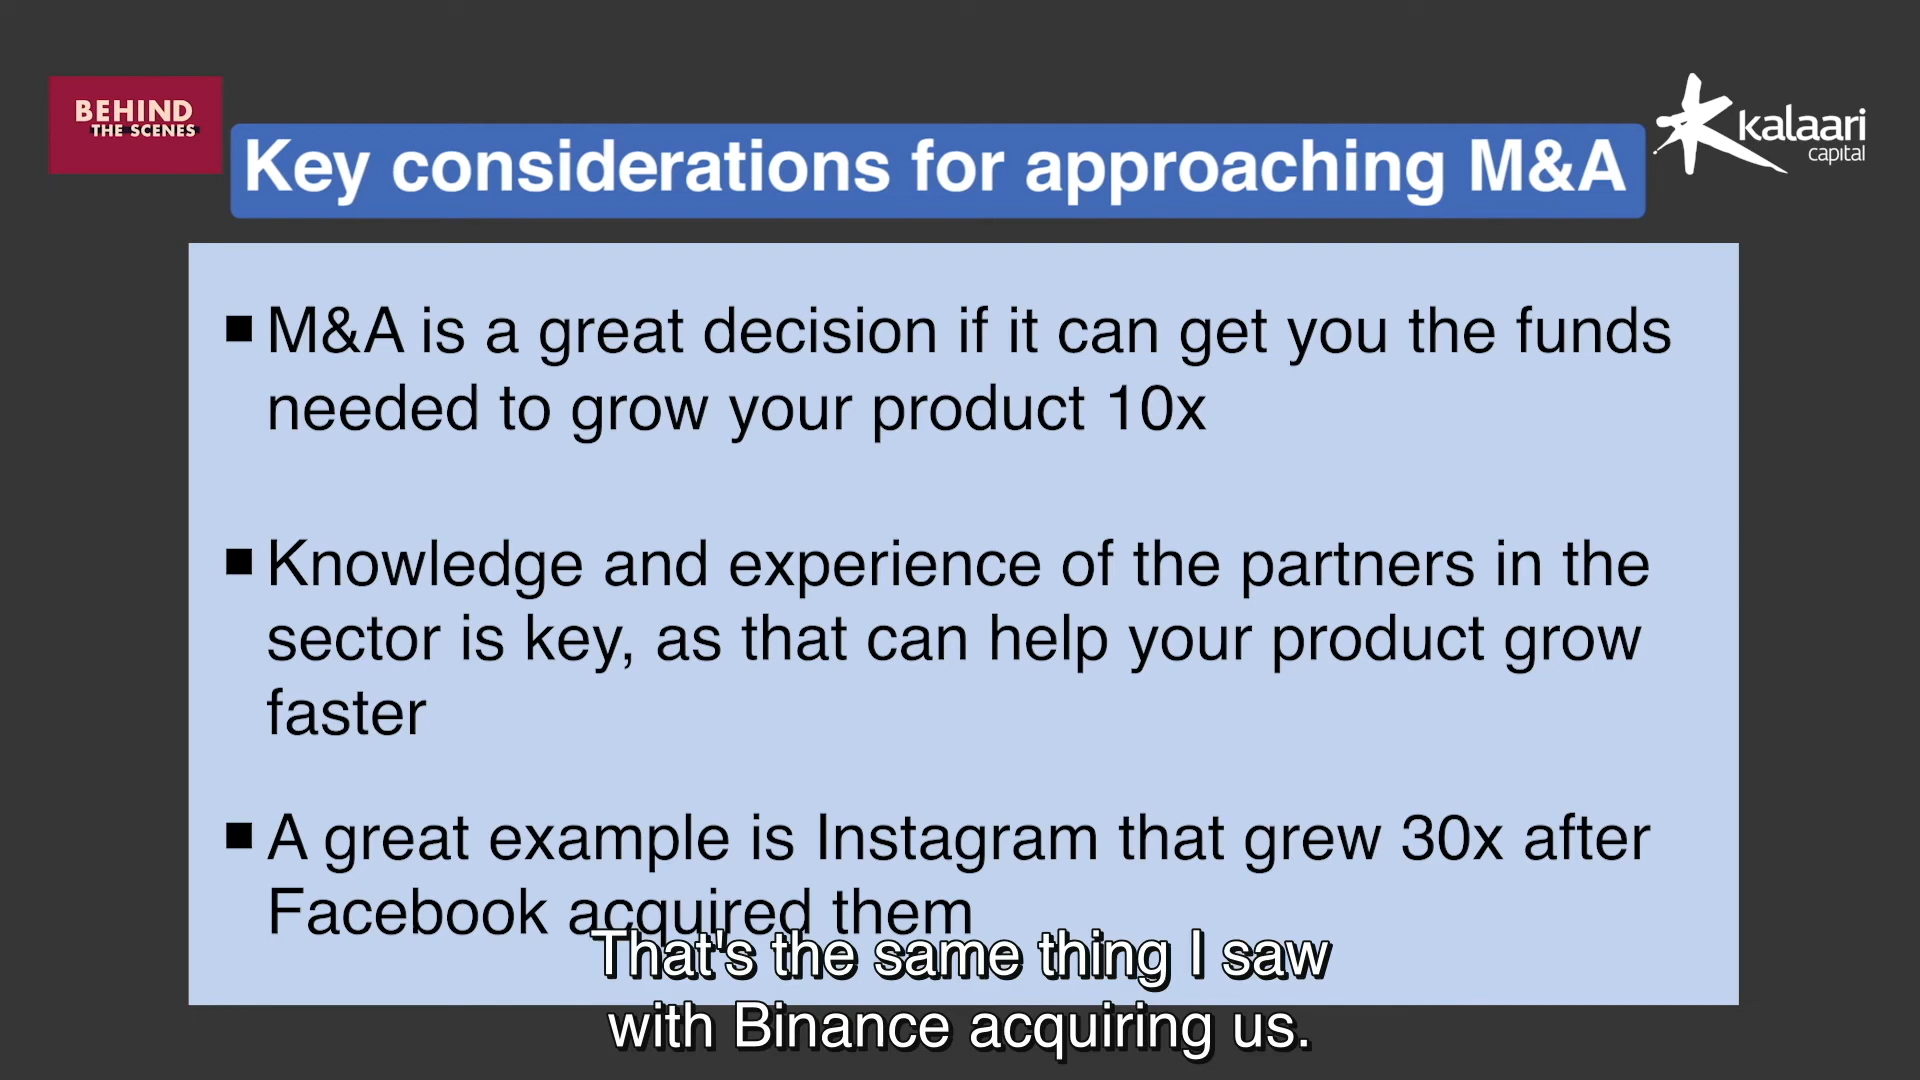 BEHIND
THE SCENES
Key considerations for approaching M&A
kalaari
capital
■ M&A is a great decision if it can get you the funds
needed to grow your product 10x
■ Knowledge and experience of the partners in the
sector is key, as that can help your product grow
faster
■ A great example is Instagram that grew 30x after
Facebook acquired them
That's the same thing I saw
with Binance acquiring us.